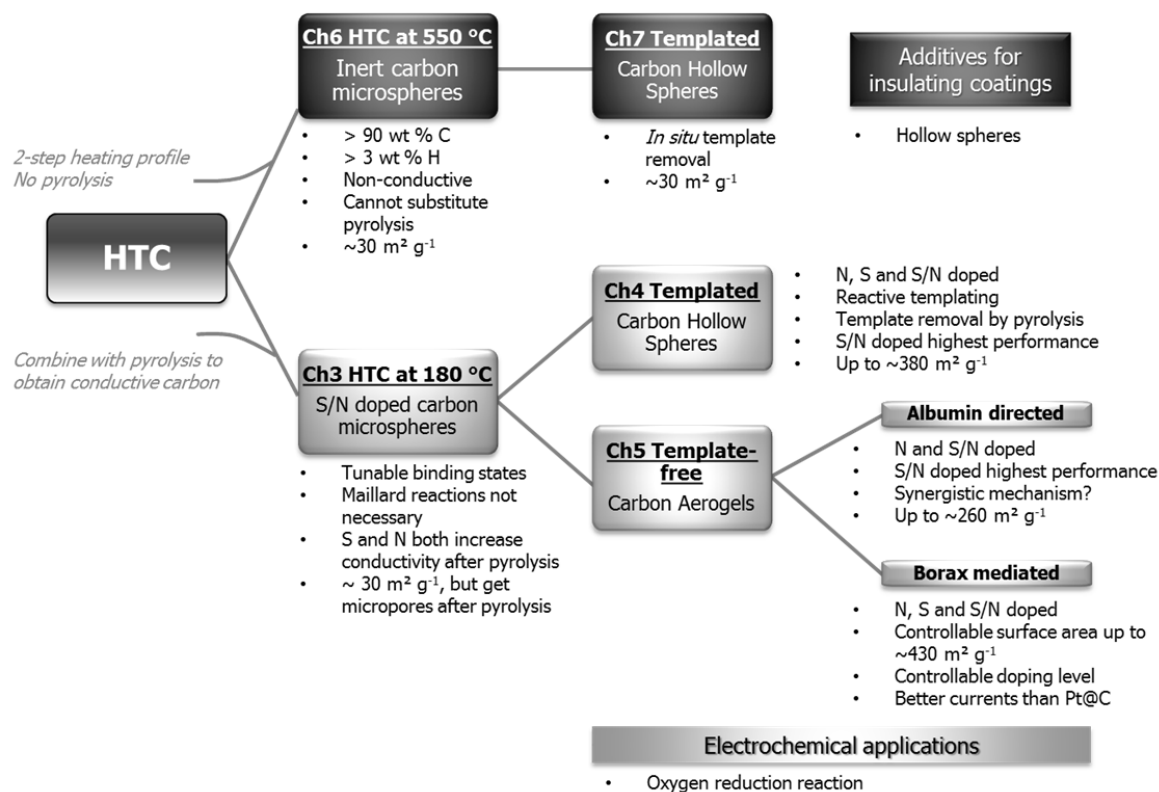 2-step heating profile
No pyrolysis
HTC
Combine with pyrolysis to
obtain conductive carbon
Ch6 HTC at 550 °C
Inert carbon
microspheres
• > 90 wt % C
• > 3 wt % H
• Non-conductive
• Cannot substitute
pyrolysis
• ~30 m² g⁻¹
Ch7 Templated
Carbon Hollow
Spheres
• In situ template
removal
• ~30 m² g⁻¹
Additives for
insulating coatings
• Hollow spheres
Ch3 HTC at 180 °C
S/N doped carbon
microspheres
• Tunable binding states
• Maillard reactions not
necessary
• S and N both increase
conductivity after pyrolysis
• ~ 30 m² g⁻¹, but get
micropores after pyrolysis
Ch4 Templated
Carbon Hollow
Spheres
• N, S and S/N doped
• Reactive templating
• Template removal by pyrolysis
• S/N doped highest performance
• Up to ~380 m² g⁻¹
Ch5 Template-
free
Carbon Aerogels
Albumin directed
• N and S/N doped
• S/N doped highest performance
• Synergistic mechanism?
• Up to ~260 m² g⁻¹
Borax mediated
• N, S and S/N doped
• Controllable surface area up to
~430 m² g⁻¹
• Controllable doping level
• Better currents than Pt@C
Electrochemical applications
• Oxygen reduction reaction